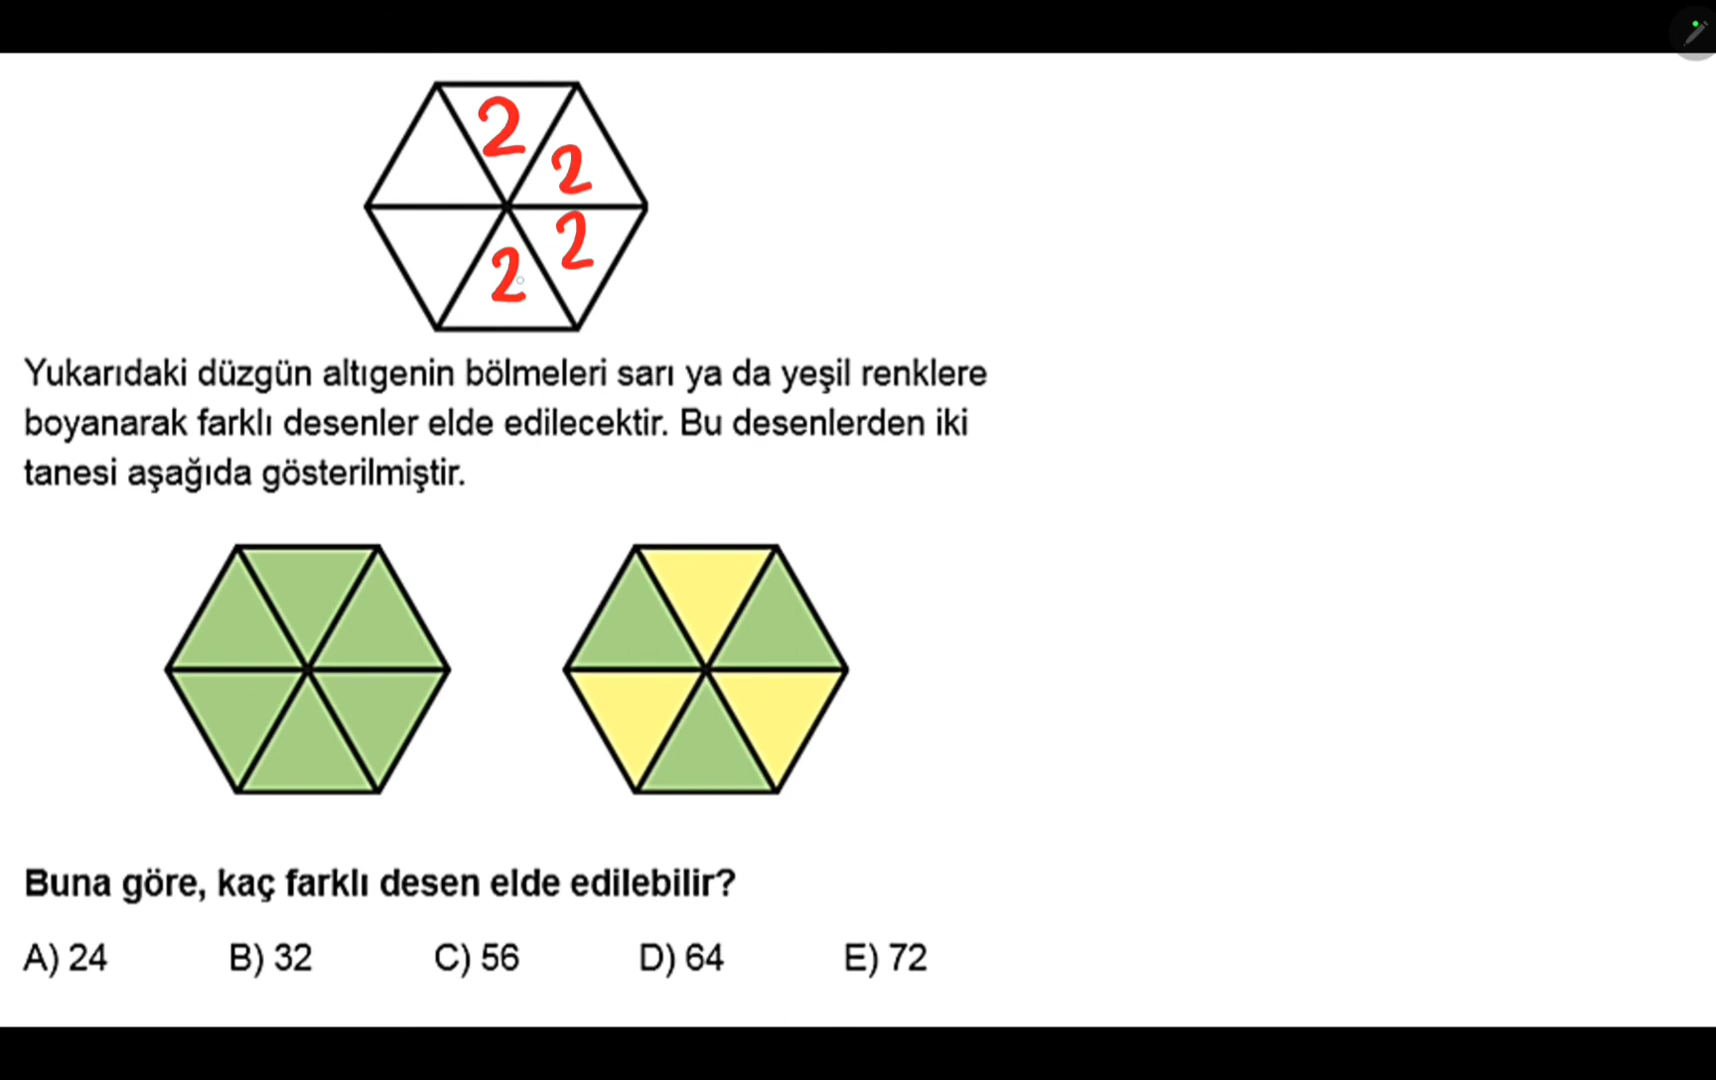 2
2
2
2
Yukarıdaki düzgün altıgenin bölmeleri sarı ya da yeşil renklere
boyanarak farklı desenler elde edilecektir. Bu desenlerden iki
tanesi aşağıda gösterilmiştir.
Buna göre, kaç farklı desen elde edilebilir?
A) 24 B) 32 C) 56 D) 64 E) 72